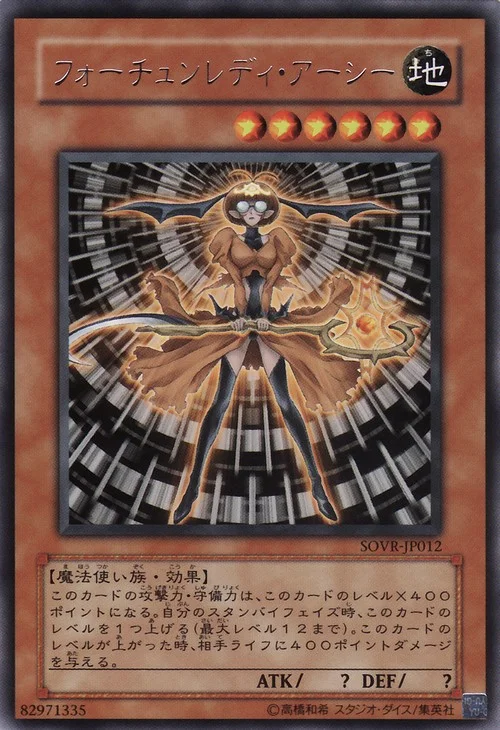 フォーチュンレディ・アーシー
地
SOVR-JP012
【魔法使い族・効果】
このカードの攻撃力・守備力は、このカードのレベル×400
ポイントになる。自分のスタンバイフェイズ時、このカードの
レベルを1つ上げる(最大レベル12まで)。このカードの
レベルが上がった時、相手ライフに400ポイントダメージ
を与える。
ATK/ ? DEF/ ?
82971335 ©高橋和希 スタジオ・ダイス/集英社